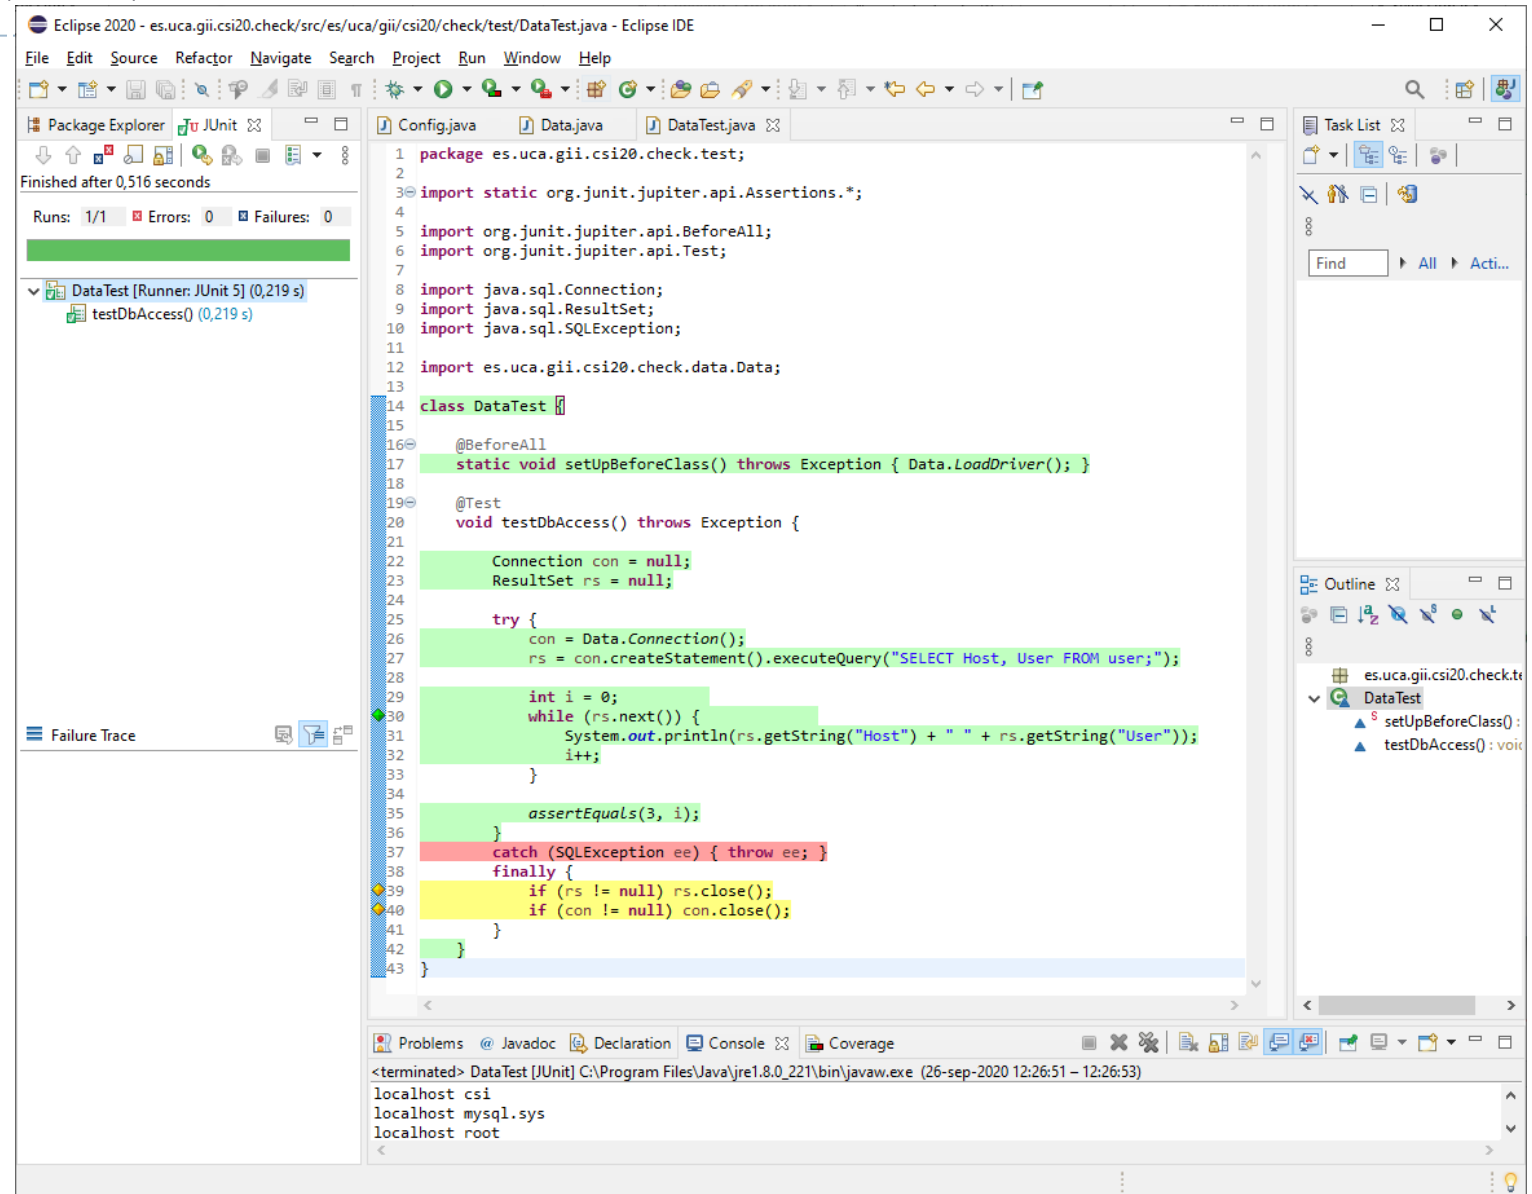 Eclipse 2020 - es.uca.gii.csi20.check/src/es/uca/gii/csi20/check/test/DataTest.java - Eclipse IDE
File Edit Source Refactor Navigate Search Project Run Window Help
Package Explorer JUnit
Finished after 0,516 seconds
Runs: 1/1 Errors: 0 Failures: 0
DataTest [Runner: JUnit 5] (0,219 s)
testDbAccess() (0,219 s)
Failure Trace
Config.java Data.java DataTest.java
1 package es.uca.gii.csi20.check.test;
2
3 import static org.junit.jupiter.api.Assertions.*;
4
5 import org.junit.jupiter.api.BeforeAll;
6 import org.junit.jupiter.api.Test;
7
8 import java.sql.Connection;
9 import java.sql.ResultSet;
10 import java.sql.SQLException;
11
12 import es.uca.gii.csi20.check.data.Data;
13
14 class DataTest {
15
16 @BeforeAll
17 static void setUpBeforeClass() throws Exception { Data.LoadDriver(); }
18
19 @Test
20 void testDbAccess() throws Exception {
21
22 Connection con = null;
23 ResultSet rs = null;
24
25 try {
26 con = Data.Connection();
27 rs = con.createStatement().executeQuery("SELECT Host, User FROM user;");
28
29 int i = 0;
30 while (rs.next()) {
31 System.out.println(rs.getString("Host") + " " + rs.getString("User"));
32 i++;
33 }
34
35 assertEquals(3, i);
36 }
37 catch (SQLException ee) { throw ee; }
38 finally {
39 if (rs != null) rs.close();
40 if (con != null) con.close();
41 }
42 }
43 }
Task List
Find All Acti...
Outline
es.uca.gii.csi20.check.te
DataTest
setUpBeforeClass() :
testDbAccess() : void
Problems Javadoc Declaration Console Coverage
<terminated> DataTest [JUnit] C:\Program Files\Java\jre1.8.0_221\bin\javaw.exe (26-sep-2020 12:26:51 – 12:26:53)
localhost csi
localhost mysql.sys
localhost root